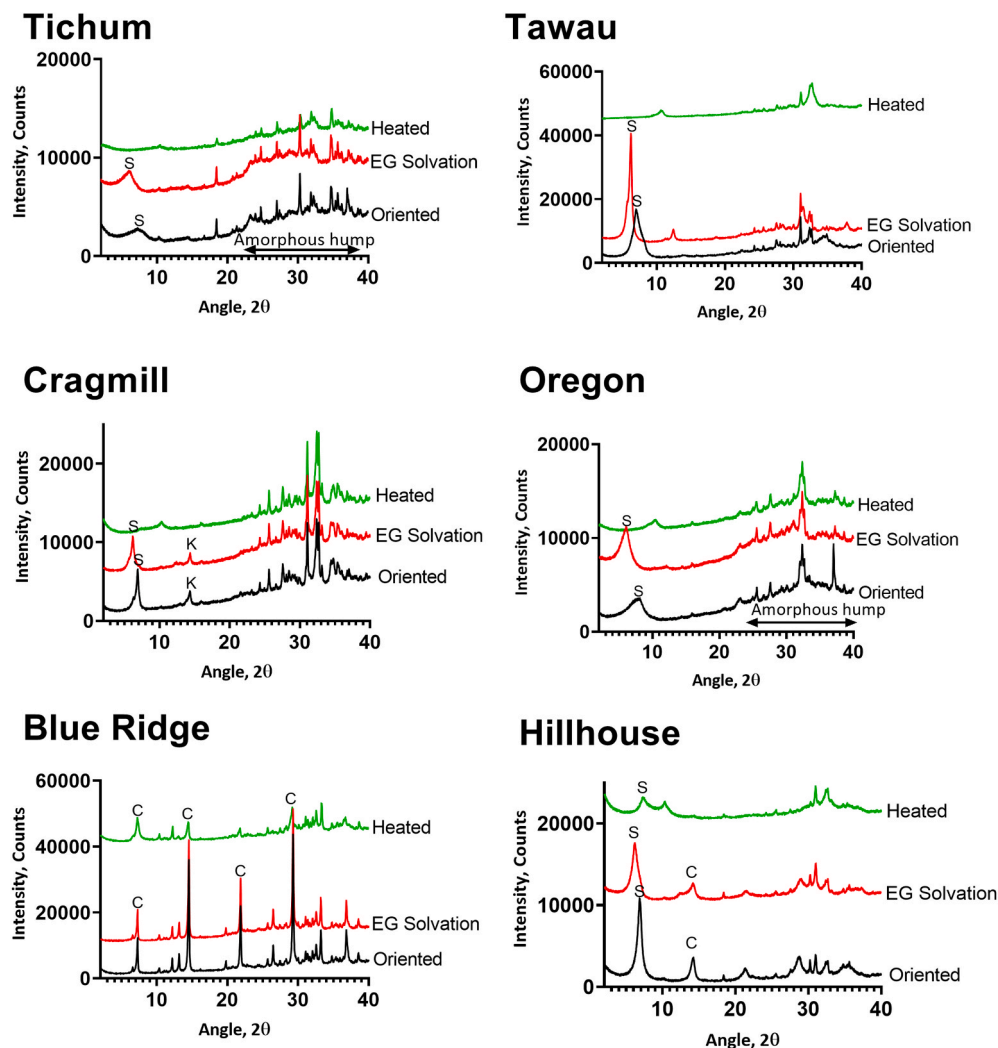 Tichum
20000
10000
0
Intensity, Counts
Heated
S
EG Solvation
S
Oriented
Amorphous hump
10 20 30 40
Angle, 2θ
Tawau
60000
40000
20000
0
Intensity, Counts
Heated
S
S
EG Solvation
Oriented
10 20 30 40
Angle, 2θ
Cragmill
20000
10000
0
Intensity, Counts
Heated
S
K
EG Solvation
S
K
Oriented
10 20 30 40
Angle, 2θ
Oregon
20000
10000
0
Intensity, Counts
Heated
S
EG Solvation
S
Oriented
Amorphous hump
10 20 30 40
Angle, 2θ
Blue Ridge
60000
40000
20000
0
Intensity, Counts
C C C
Heated
C
C
EG Solvation
Oriented
10 20 30 40
Angle, 2θ
Hillhouse
20000
10000
0
Intensity, Counts
S
Heated
S
C
EG Solvation
S
C
Oriented
10 20 30 40
Angle, 2θ